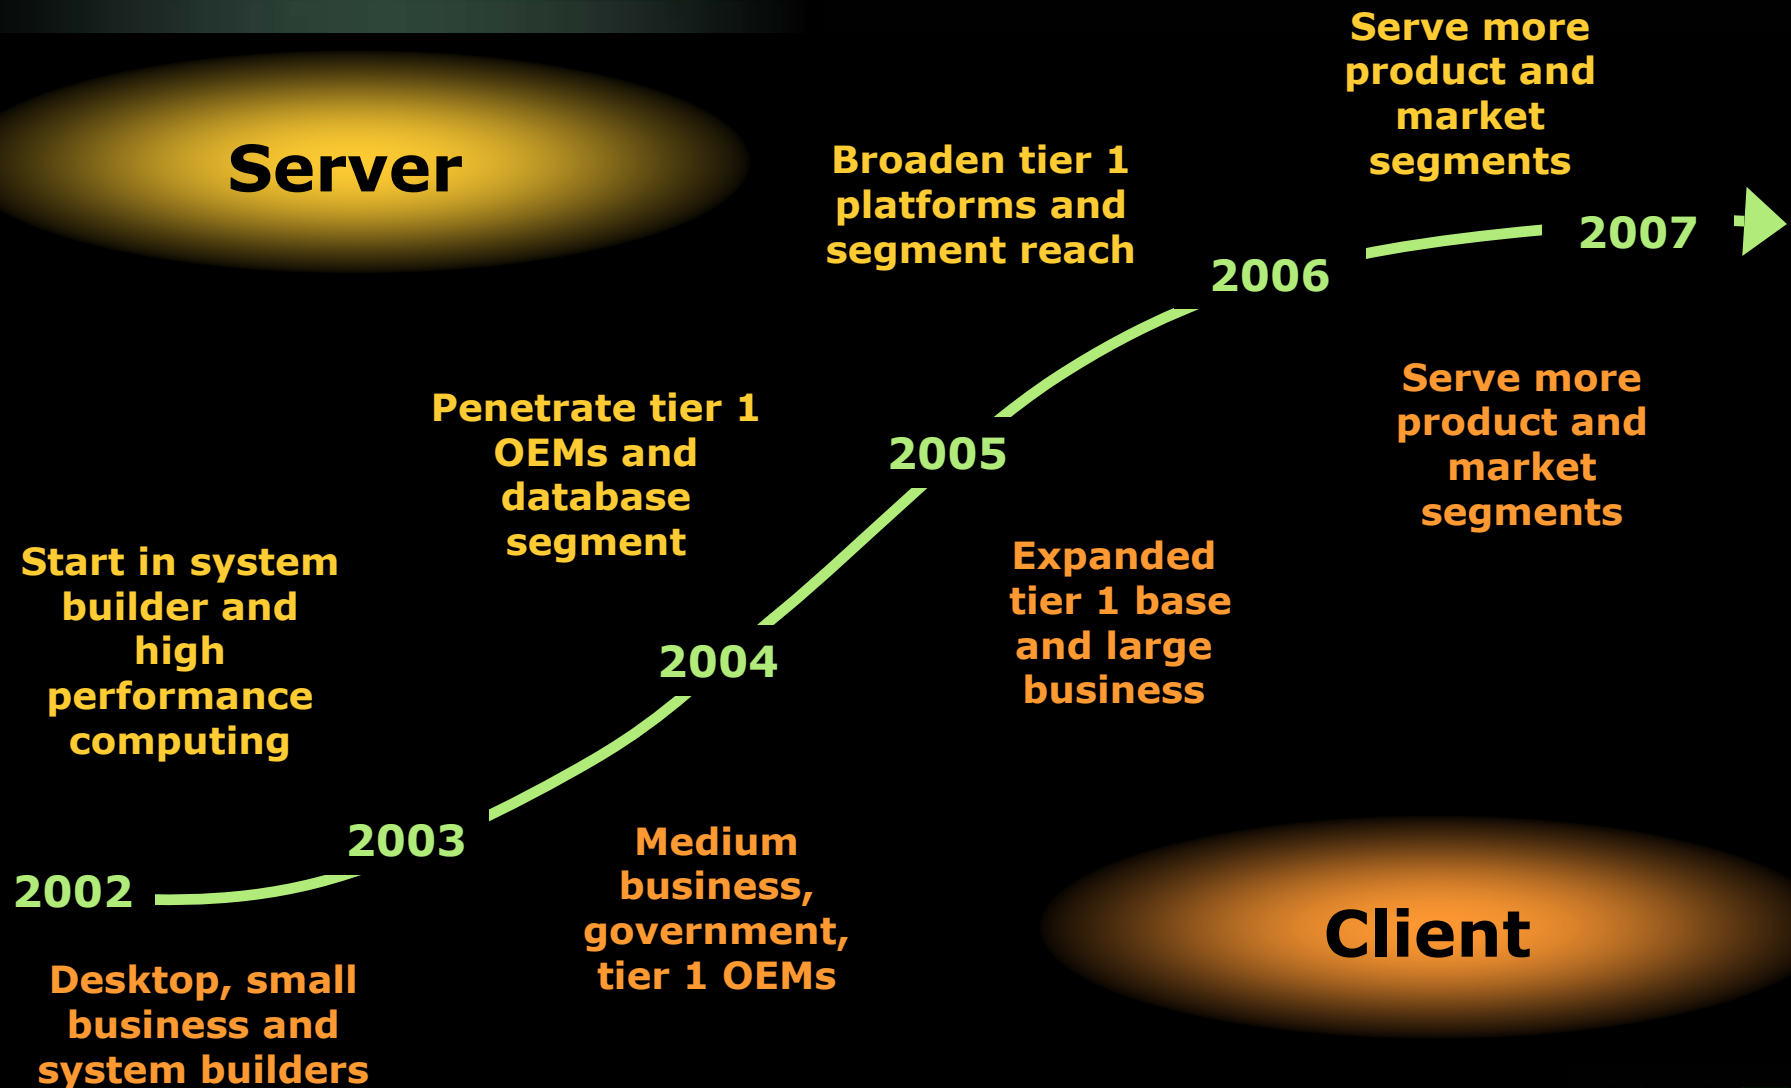 Serve more
product and
market
segments
Server
Broaden tier 1
platforms and
segment reach
2007
2006
Serve more
product and
market
segments
Penetrate tier 1
OEMs and
database
segment
2005
Start in system
builder and
high
performance
computing
Expanded
tier 1 base
and large
business
2004
2003
Medium
business,
government,
tier 1 OEMs
2002
Client
Desktop, small
business and
system builders